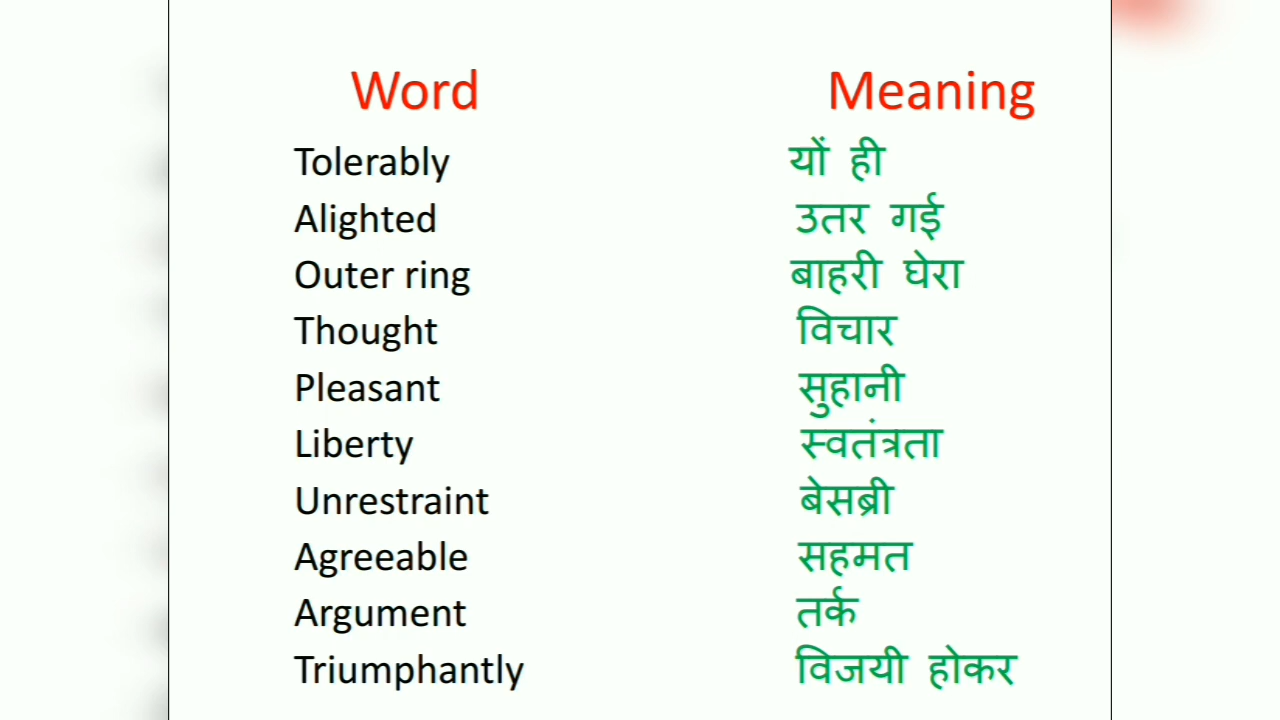 Word Meaning
Tolerably यों ही
Alighted उतर गई
Outer ring बाहरी घेरा
Thought विचार
Pleasant सुहानी
Liberty स्वतंत्रता
Unrestraint बेसब्री
Agreeable सहमत
Argument तर्क
Triumphantly विजयी होकर